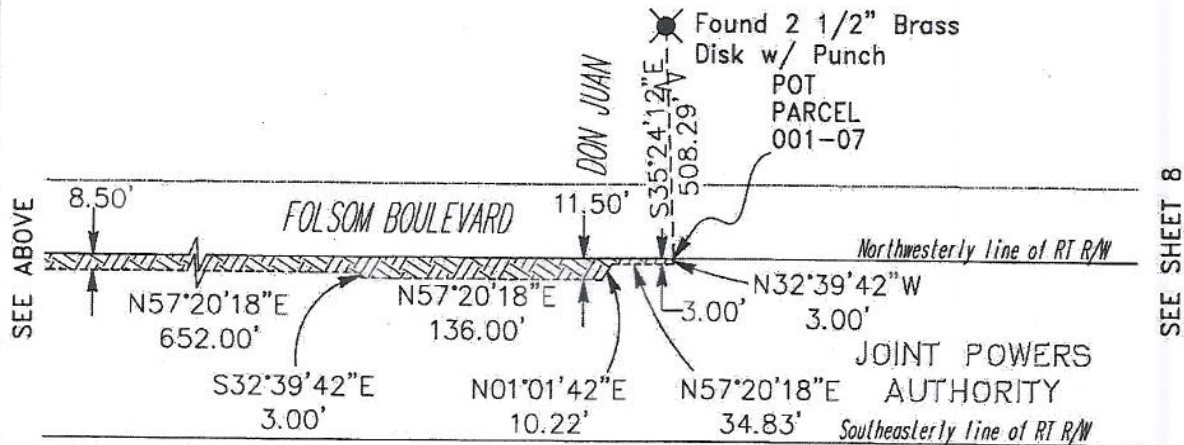 Found 2 1/2" Brass
Disk w/ Punch
POT
PARCEL
001-07
DON JUAN
S35°24'12"E
508.29'
SEE ABOVE
8.50'
FOLSOM BOULEVARD
11.50'
SEE SHEET 8
Northwesterly line of RT R/W
N57°20'18"E
652.00'
N57°20'18"E
136.00'
3.00'
N32°39'42"W
3.00'
JOINT POWERS
AUTHORITY
S32°39'42"E
3.00'
N01°01'42"E
10.22'
N57°20'18"E
34.83'
Southeasterly line of RT R/W